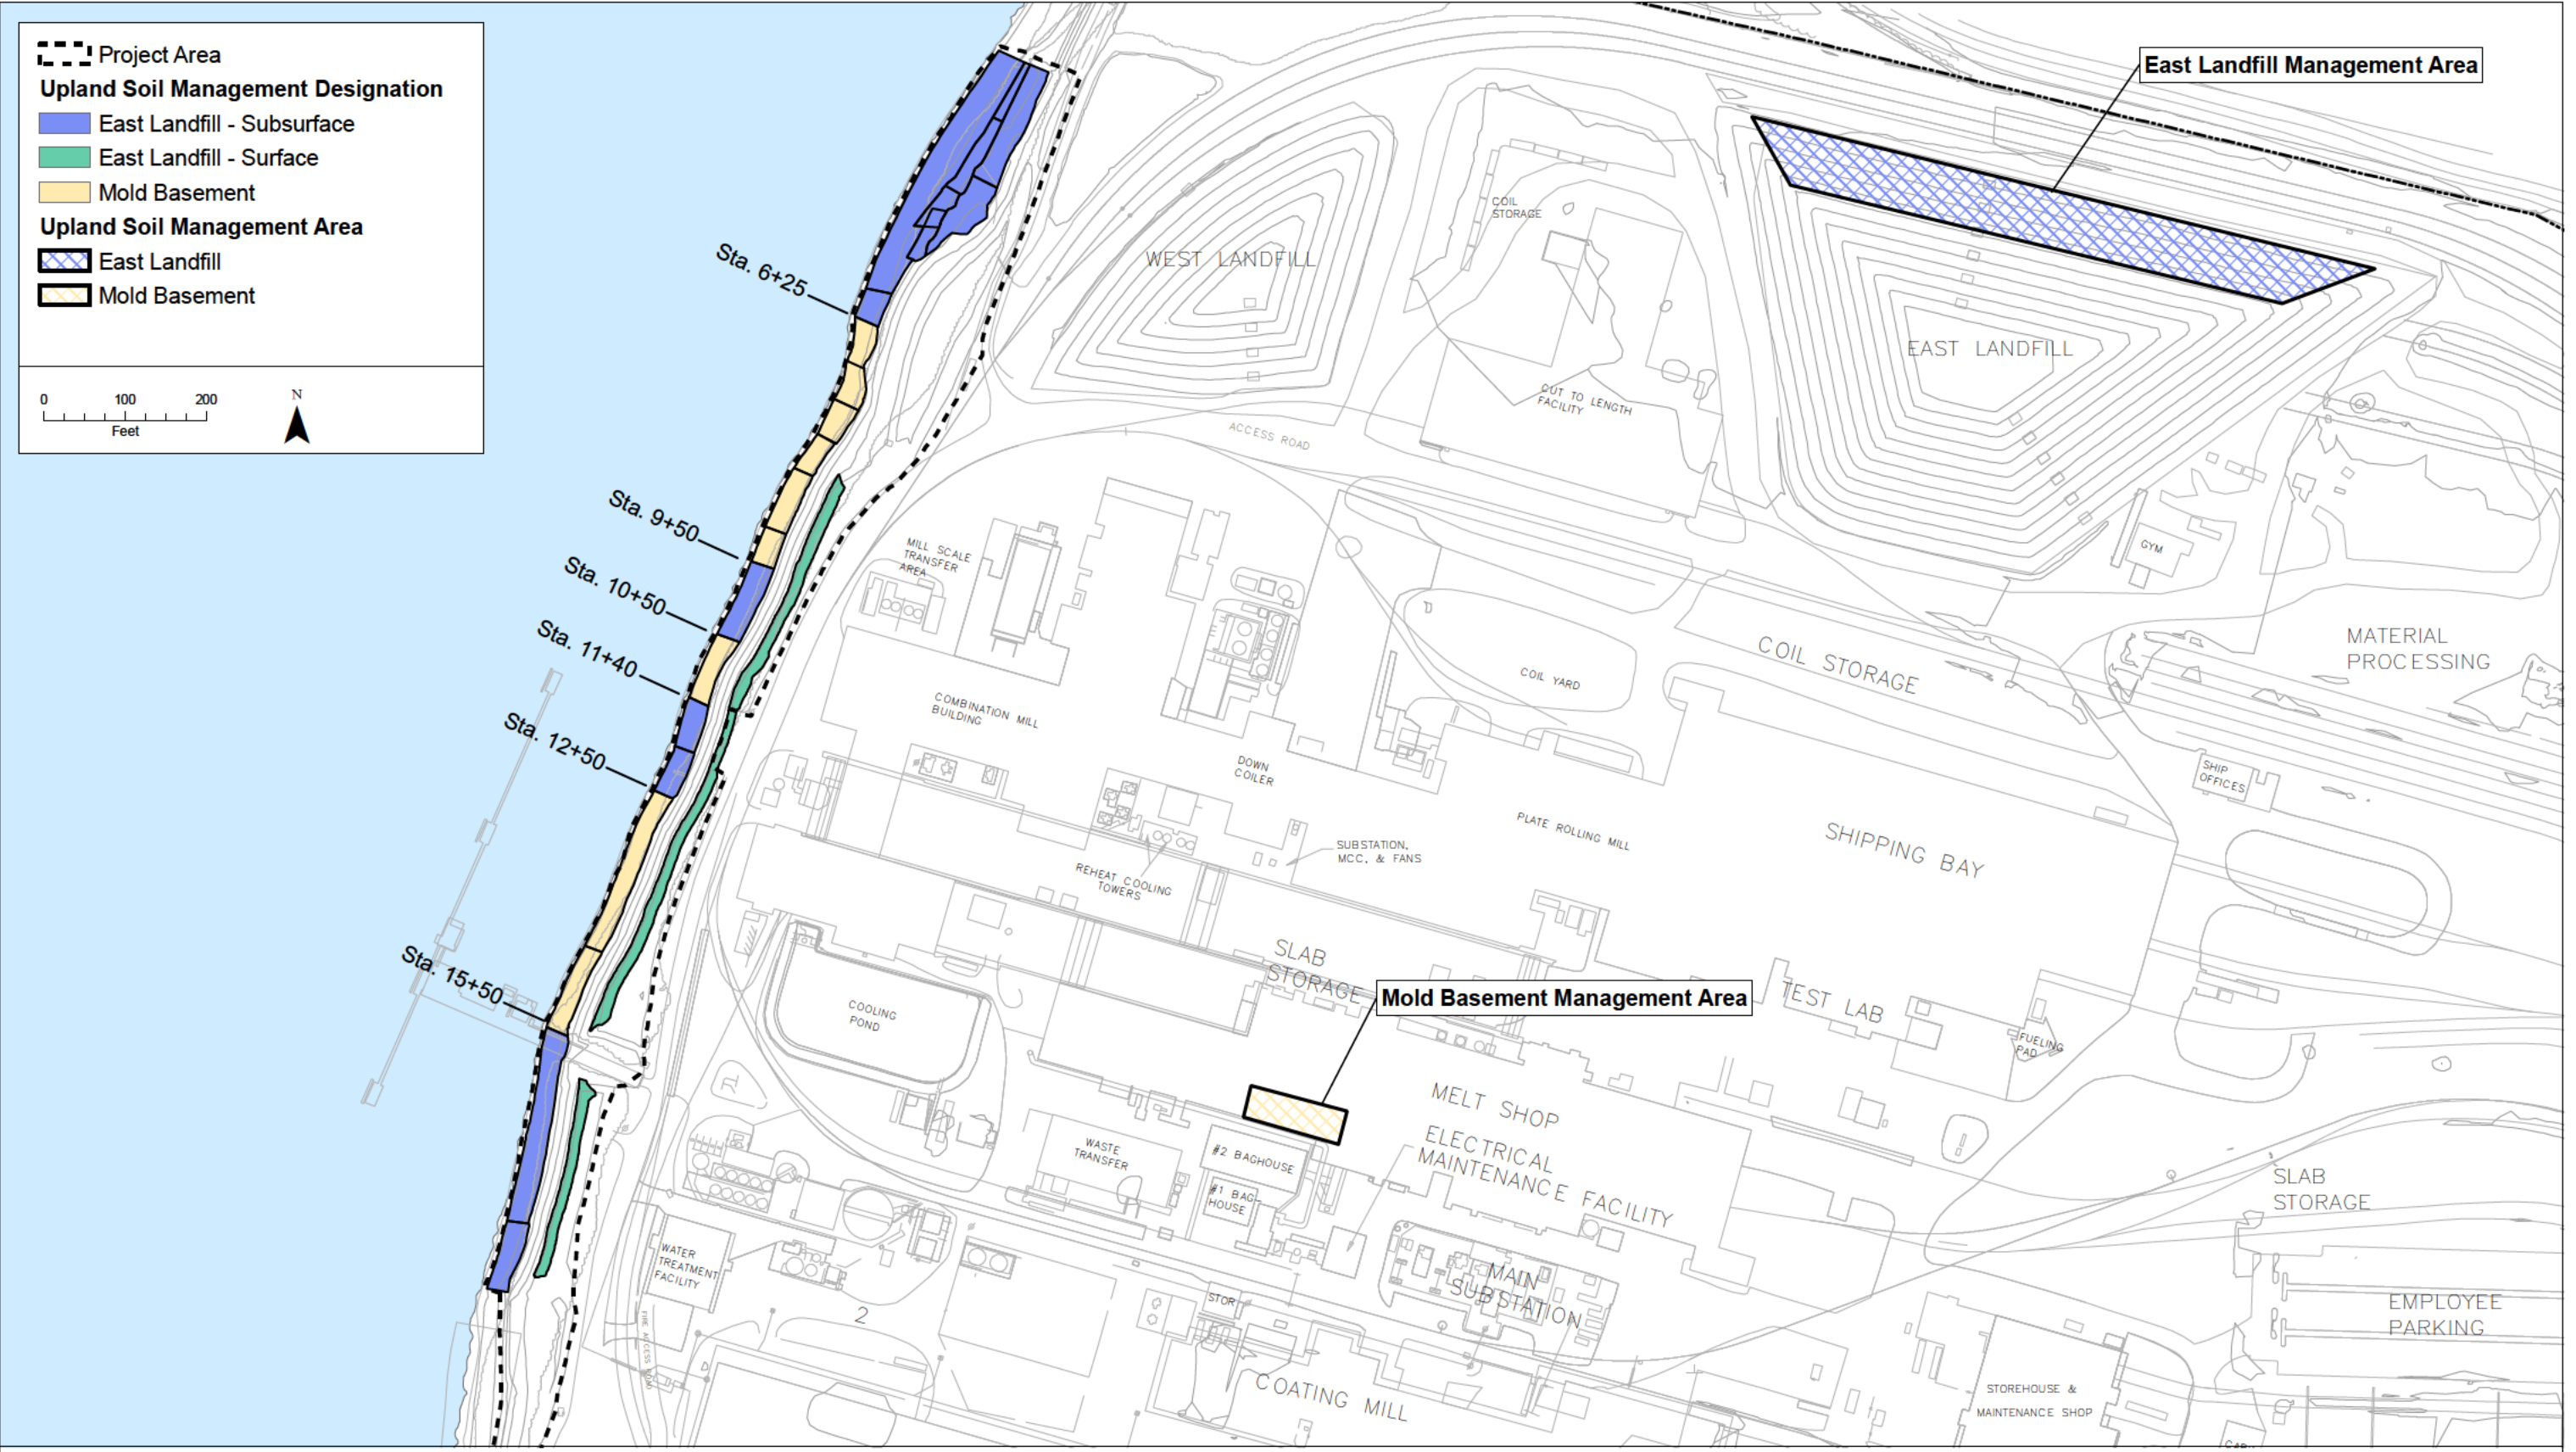 Project Area
Upland Soil Management Designation
East Landfill - Subsurface
East Landfill - Surface
Mold Basement
Upland Soil Management Area
East Landfill
Mold Basement
0 100 200
Feet
N
East Landfill Management Area
COIL
STORAGE
WEST LANDFILL
Sta. 6+25
EAST LANDFILL
CUT TO LENGTH
FACILITY
ACCESS ROAD
Sta. 9+50
MILL SCALE
TRANSFER
AREA
GYM
Sta. 10+50
Sta. 11+40
MATERIAL
PROCESSING
COIL STORAGE
COIL YARD
COMBINATION MILL
BUILDING
Sta. 12+50
DOWN
COILER
SHIP
OFFICES
PLATE ROLLING MILL
SHIPPING BAY
SUBSTATION,
MCC, & FANS
REHEAT COOLING
TOWERS
SLAB
STORAGE
Sta. 15+50
Mold Basement Management Area
TEST LAB
COOLING
POND
FUELING
PAD
MELT SHOP
ELECTRICAL
MAINTENANCE FACILITY
WASTE
TRANSFER
#2 BAGHOUSE
#1 BAG-
HOUSE
SLAB
STORAGE
WATER
TREATMENT
FACILITY
MAIN
SUBSTATION
STOR
2
EMPLOYEE
PARKING
FIRE ACCESS ROAD
COATING MILL
STOREHOUSE &
MAINTENANCE SHOP